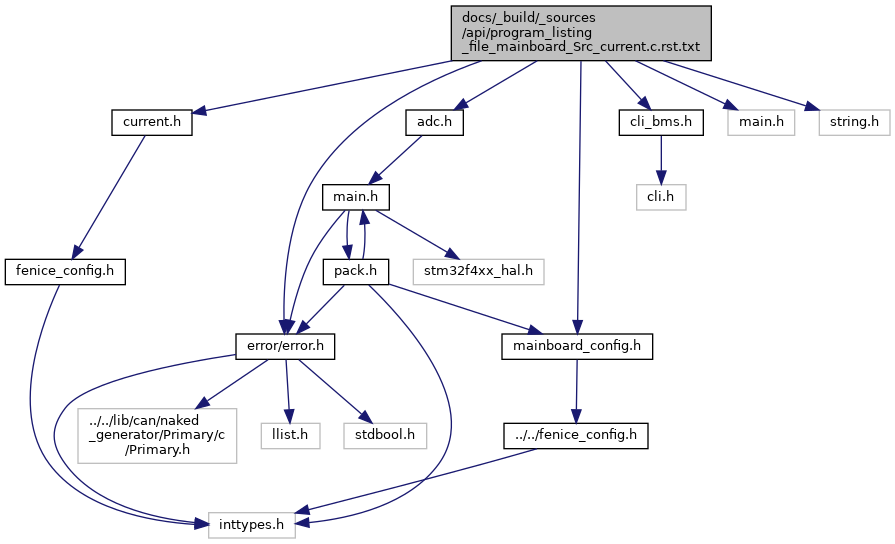 docs/_build/_sources
/api/program_listing
_file_mainboard_Src_current.c.rst.txt
current.h
adc.h
cli_bms.h
main.h
string.h
main.h
cli.h
fenice_config.h
pack.h
stm32f4xx_hal.h
error/error.h
mainboard_config.h
../../lib/can/naked
_generator/Primary/c
/Primary.h
llist.h
stdbool.h
../../fenice_config.h
inttypes.h